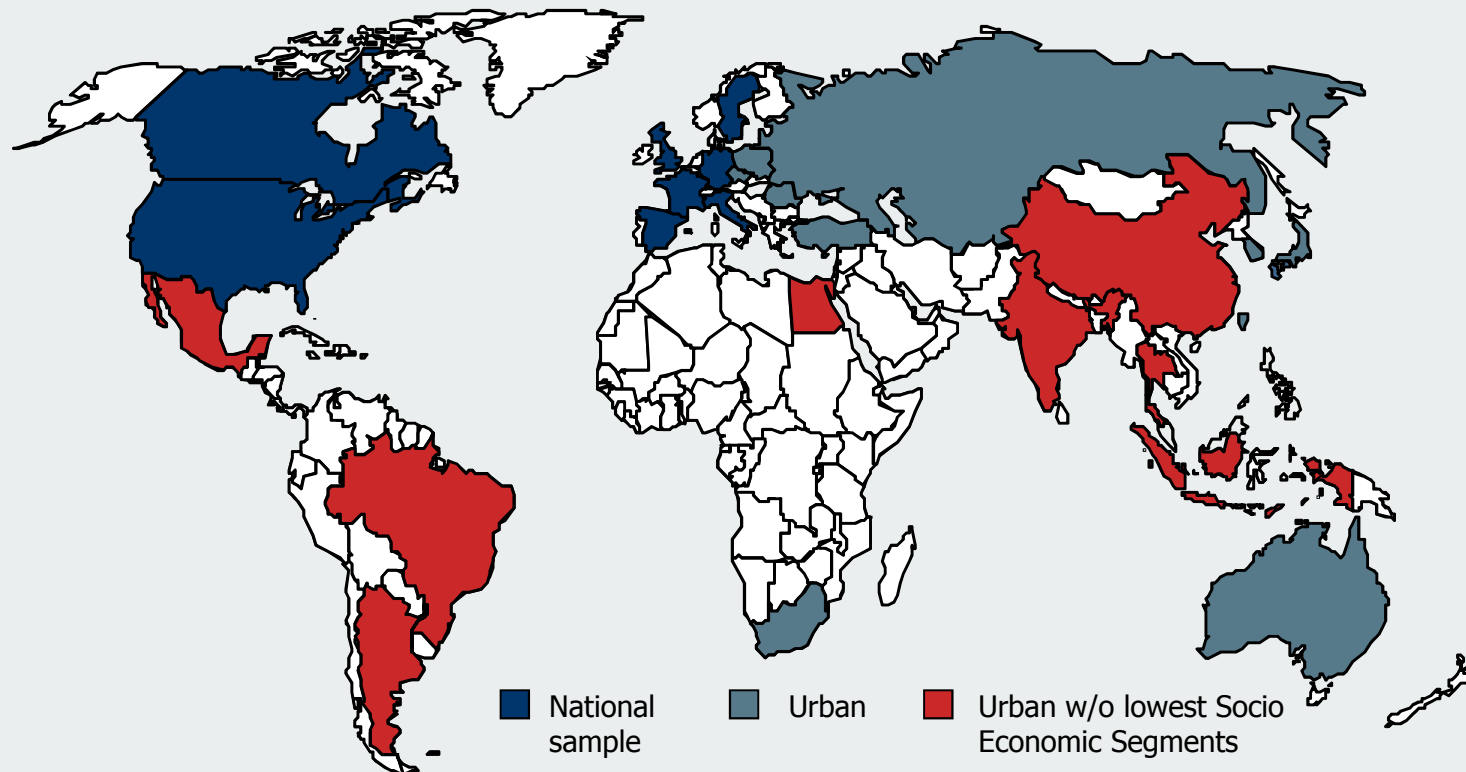 National
sample
Urban
Urban w/o lowest Socio
Economic Segments